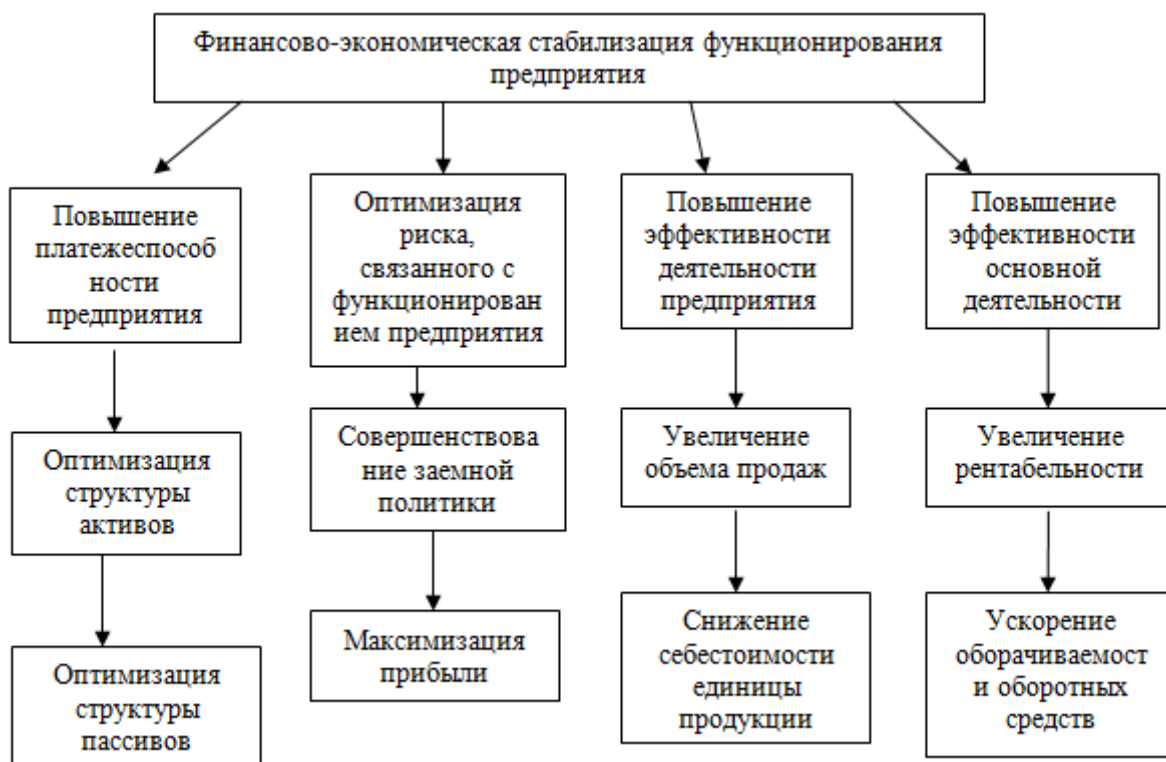 Финансово-экономическая стабилизация функционирования
предприятия
Повышение
платежеспособ
ности
предприятия
Оптимизация
риска,
связанного с
функционирован
ием предприятия
Повышение
эффективности
деятельности
предприятия
Повышение
эффективности
основной
деятельности
Оптимизация
структуры
активов
Совершенствова
ние заемной
политики
Увеличение
объема продаж
Увеличение
рентабельности
Оптимизация
структуры
пассивов
Максимизация
прибыли
Снижение
себестоимости
единицы
продукции
Ускорение
оборачиваемост
и оборотных
средств